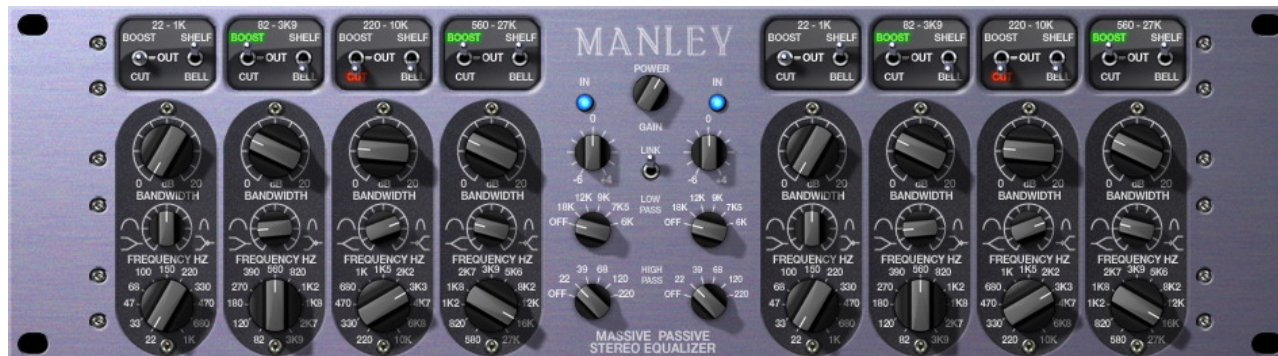 22 - 1K
BOOST SHELF
OUT
CUT BELL
82 - 3K9
BOOST SHELF
OUT
CUT BELL
220 - 10K
BOOST SHELF
OUT
CUT BELL
560 - 27K
BOOST SHELF
OUT
CUT BELL
0 dB 20
BANDWIDTH
FREQUENCY HZ
100 150 220
68 330
47 470
33 680
22 1K
0 dB 20
BANDWIDTH
FREQUENCY HZ
390 560 820
270 1K2
180 1K8
120 2K7
82 3K9
0 dB 20
BANDWIDTH
FREQUENCY HZ
1K 1K5 2K2
680 3K3
470 4K7
330 6K8
220 10K
0 dB 20
BANDWIDTH
FREQUENCY HZ
2K7 3K9 5K6
1K8 8K2
1K2 12K
820 16K
580 27K
MANLEY
POWER
IN IN
GAIN
0 0
LINK
-6 +4 -6 +4
LOW
PASS
12K 9K
18K 7K5
OFF 6K
12K 9K
18K 7K5
OFF 6K
HIGH
PASS
39 68
22 120
OFF 220
39 68
22 120
OFF 220
MASSIVE PASSIVE
STEREO EQUALIZER
22 - 1K
BOOST SHELF
OUT
CUT BELL
82 - 3K9
BOOST SHELF
OUT
CUT BELL
220 - 10K
BOOST SHELF
OUT
CUT BELL
560 - 27K
BOOST SHELF
OUT
CUT BELL
0 dB 20
BANDWIDTH
FREQUENCY HZ
100 150 220
68 330
47 470
33 680
22 1K
0 dB 20
BANDWIDTH
FREQUENCY HZ
390 560 820
270 1K2
180 1K8
120 2K7
82 3K9
0 dB 20
BANDWIDTH
FREQUENCY HZ
1K 1K5 2K2
680 3K3
470 4K7
330 6K8
220 10K
0 dB 20
BANDWIDTH
FREQUENCY HZ
2K7 3K9 5K6
1K8 8K2
1K2 12K
820 16K
580 27K